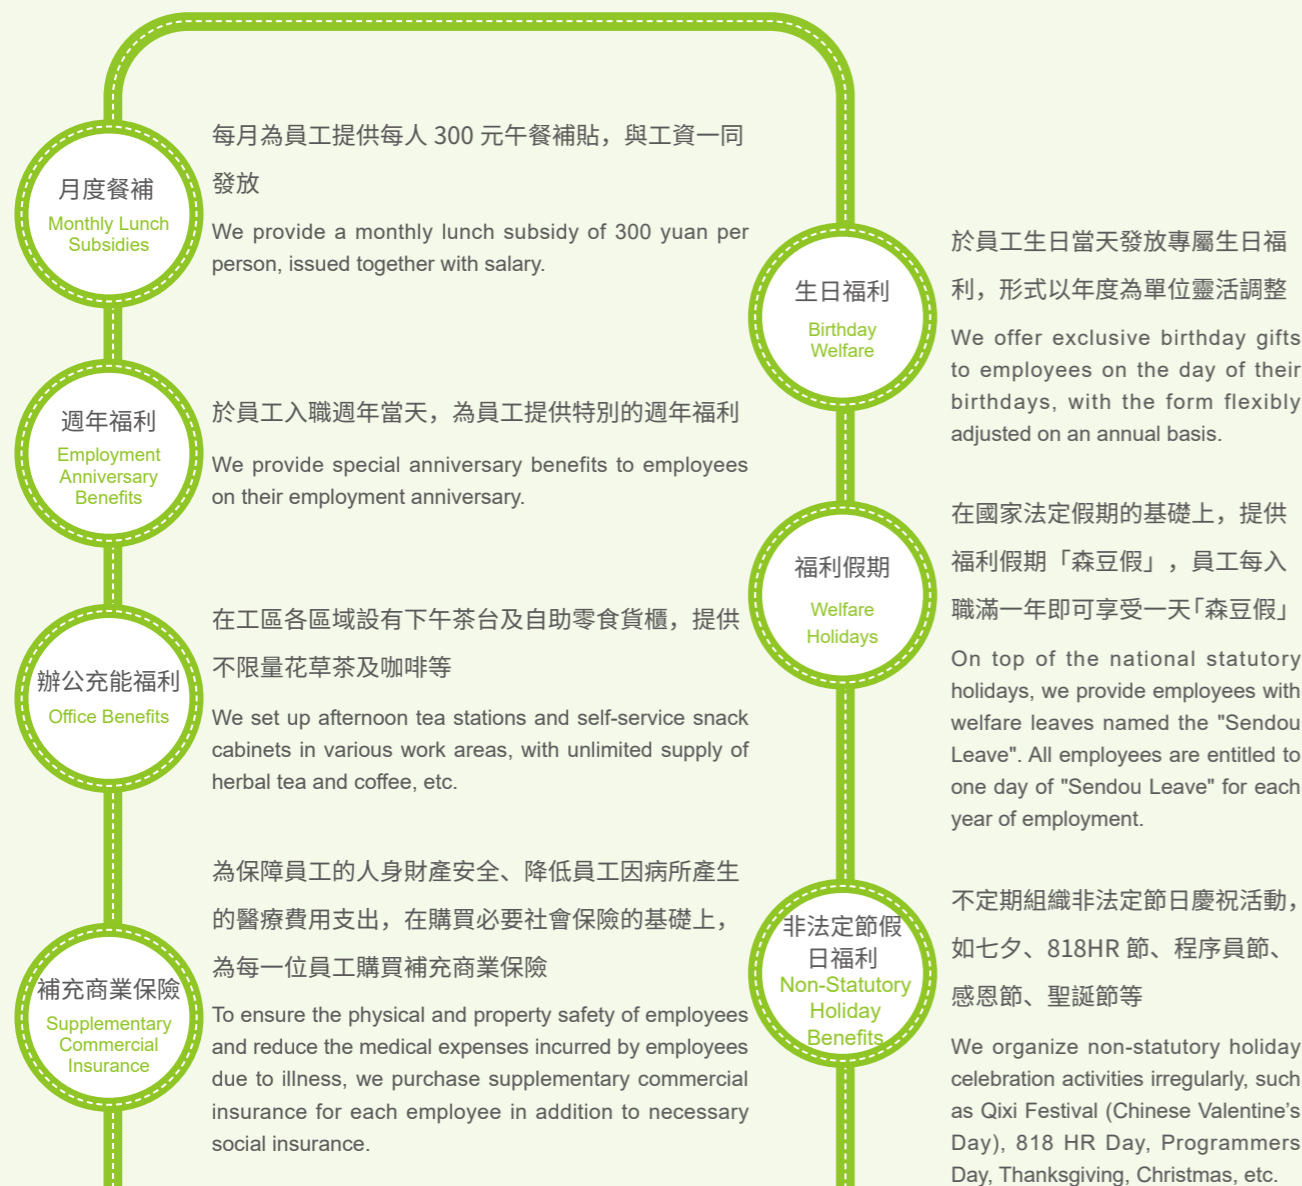 月度餐補
Monthly Lunch
Subsidies
每月為員工提供每人 300 元午餐補貼，與工資一同
發放
We provide a monthly lunch subsidy of 300 yuan per
person, issued together with salary.
週年福利
Employment
Anniversary
Benefits
於員工入職週年當天，為員工提供特別的週年福利
We provide special anniversary benefits to employees
on their employment anniversary.
辦公充能福利
Office Benefits
在工區各區域設有下午茶台及自助零食貨櫃，提供
不限量花草茶及咖啡等
We set up afternoon tea stations and self-service snack
cabinets in various work areas, with unlimited supply of
herbal tea and coffee, etc.
補充商業保險
Supplementary
Commercial
Insurance
為保障員工的人身財產安全、降低員工因病所產生
的醫療費用支出，在購買必要社會保險的基礎上，
為每一位員工購買補充商業保險
To ensure the physical and property safety of employees
and reduce the medical expenses incurred by employees
due to illness, we purchase supplementary commercial
insurance for each employee in addition to necessary
social insurance.
生日福利
Birthday
Welfare
於員工生日當天發放專屬生日福
利，形式以年度為單位靈活調整
We offer exclusive birthday gifts
to employees on the day of their
birthdays, with the form flexibly
adjusted on an annual basis.
福利假期
Welfare
Holidays
在國家法定假期的基礎上，提供
福利假期「森豆假」，員工每入
職滿一年即可享受一天「森豆假」
On top of the national statutory
holidays, we provide employees with
welfare leaves named the "Sendou
Leave". All employees are entitled to
one day of "Sendou Leave" for each
year of employment.
非法定節假
日福利
Non-Statutory
Holiday
Benefits
不定期組織非法定節日慶祝活動，
如七夕、818HR 節、程序員節、
感恩節、聖誕節等
We organize non-statutory holiday
celebration activities irregularly, such
as Qixi Festival (Chinese Valentine’s
Day), 818 HR Day, Programmers
Day, Thanksgiving, Christmas, etc.